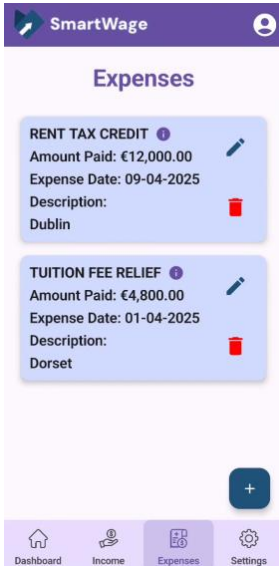 SmartWage
Expenses
RENT TAX CREDIT i
Amount Paid: €12,000.00
Expense Date: 09-04-2025
Description:
Dublin
TUITION FEE RELIEF i
Amount Paid: €4,800.00
Expense Date: 01-04-2025
Description:
Dorset
+
Dashboard Income Expenses Settings